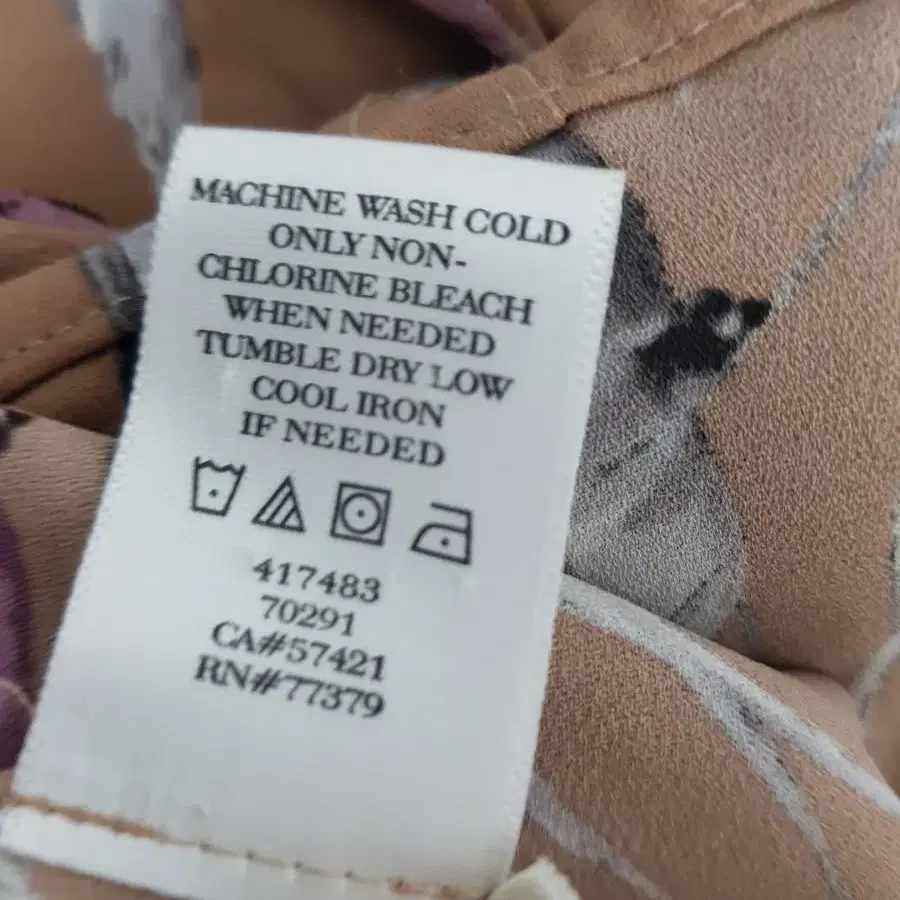 MACHINE WASH COLD
ONLY NON-
CHLORINE BLEACH
WHEN NEEDED
TUMBLE DRY LOW
COOL IRON
IF NEEDED
417483
70291
CA#57421
RN#77379